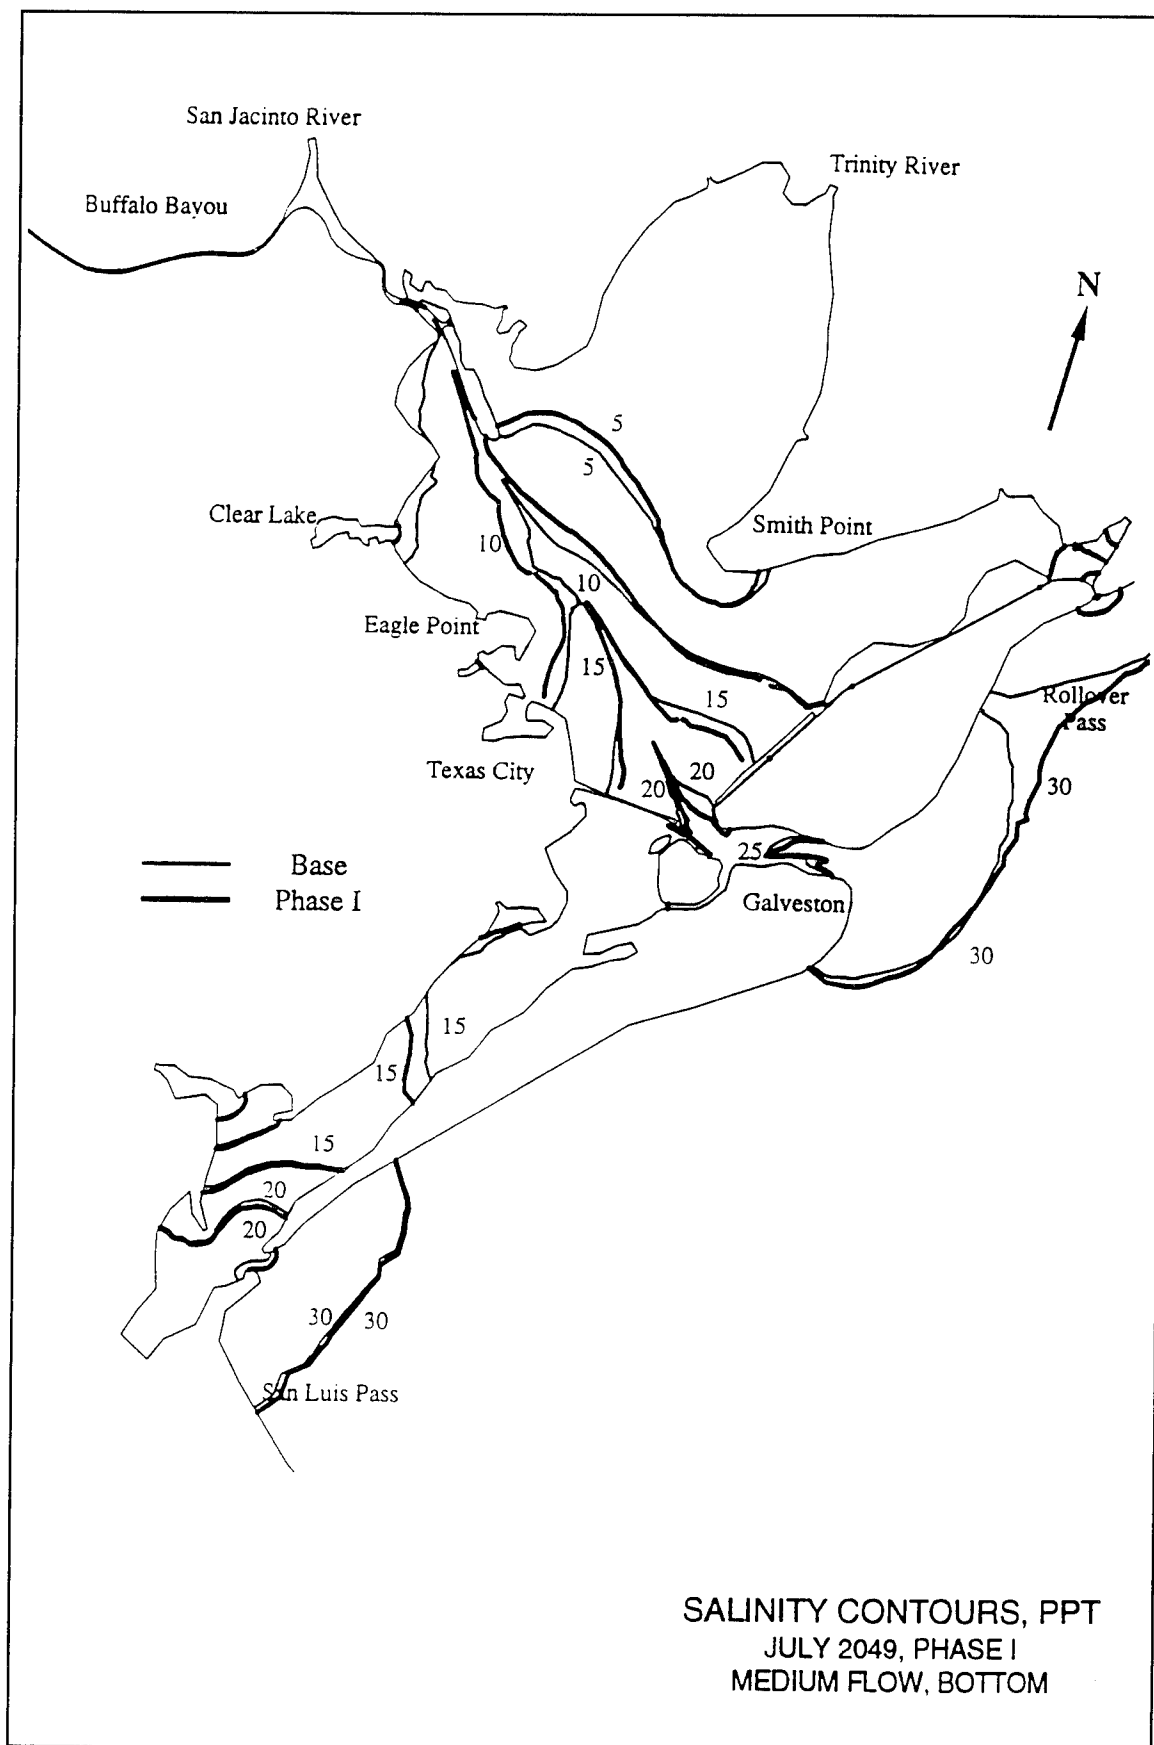 San Jacinto River
Trinity River
Buffalo Bayou
N
5
5
Clear Lake
Smith Point
10
10
Eagle Point
15
15
Rollover
Pass
Texas City
20
20
30
25
Base
Phase I
Galveston
30
15
15
15
20
20
30
30
San Luis Pass
SALINITY CONTOURS, PPT
JULY 2049, PHASE I
MEDIUM FLOW, BOTTOM